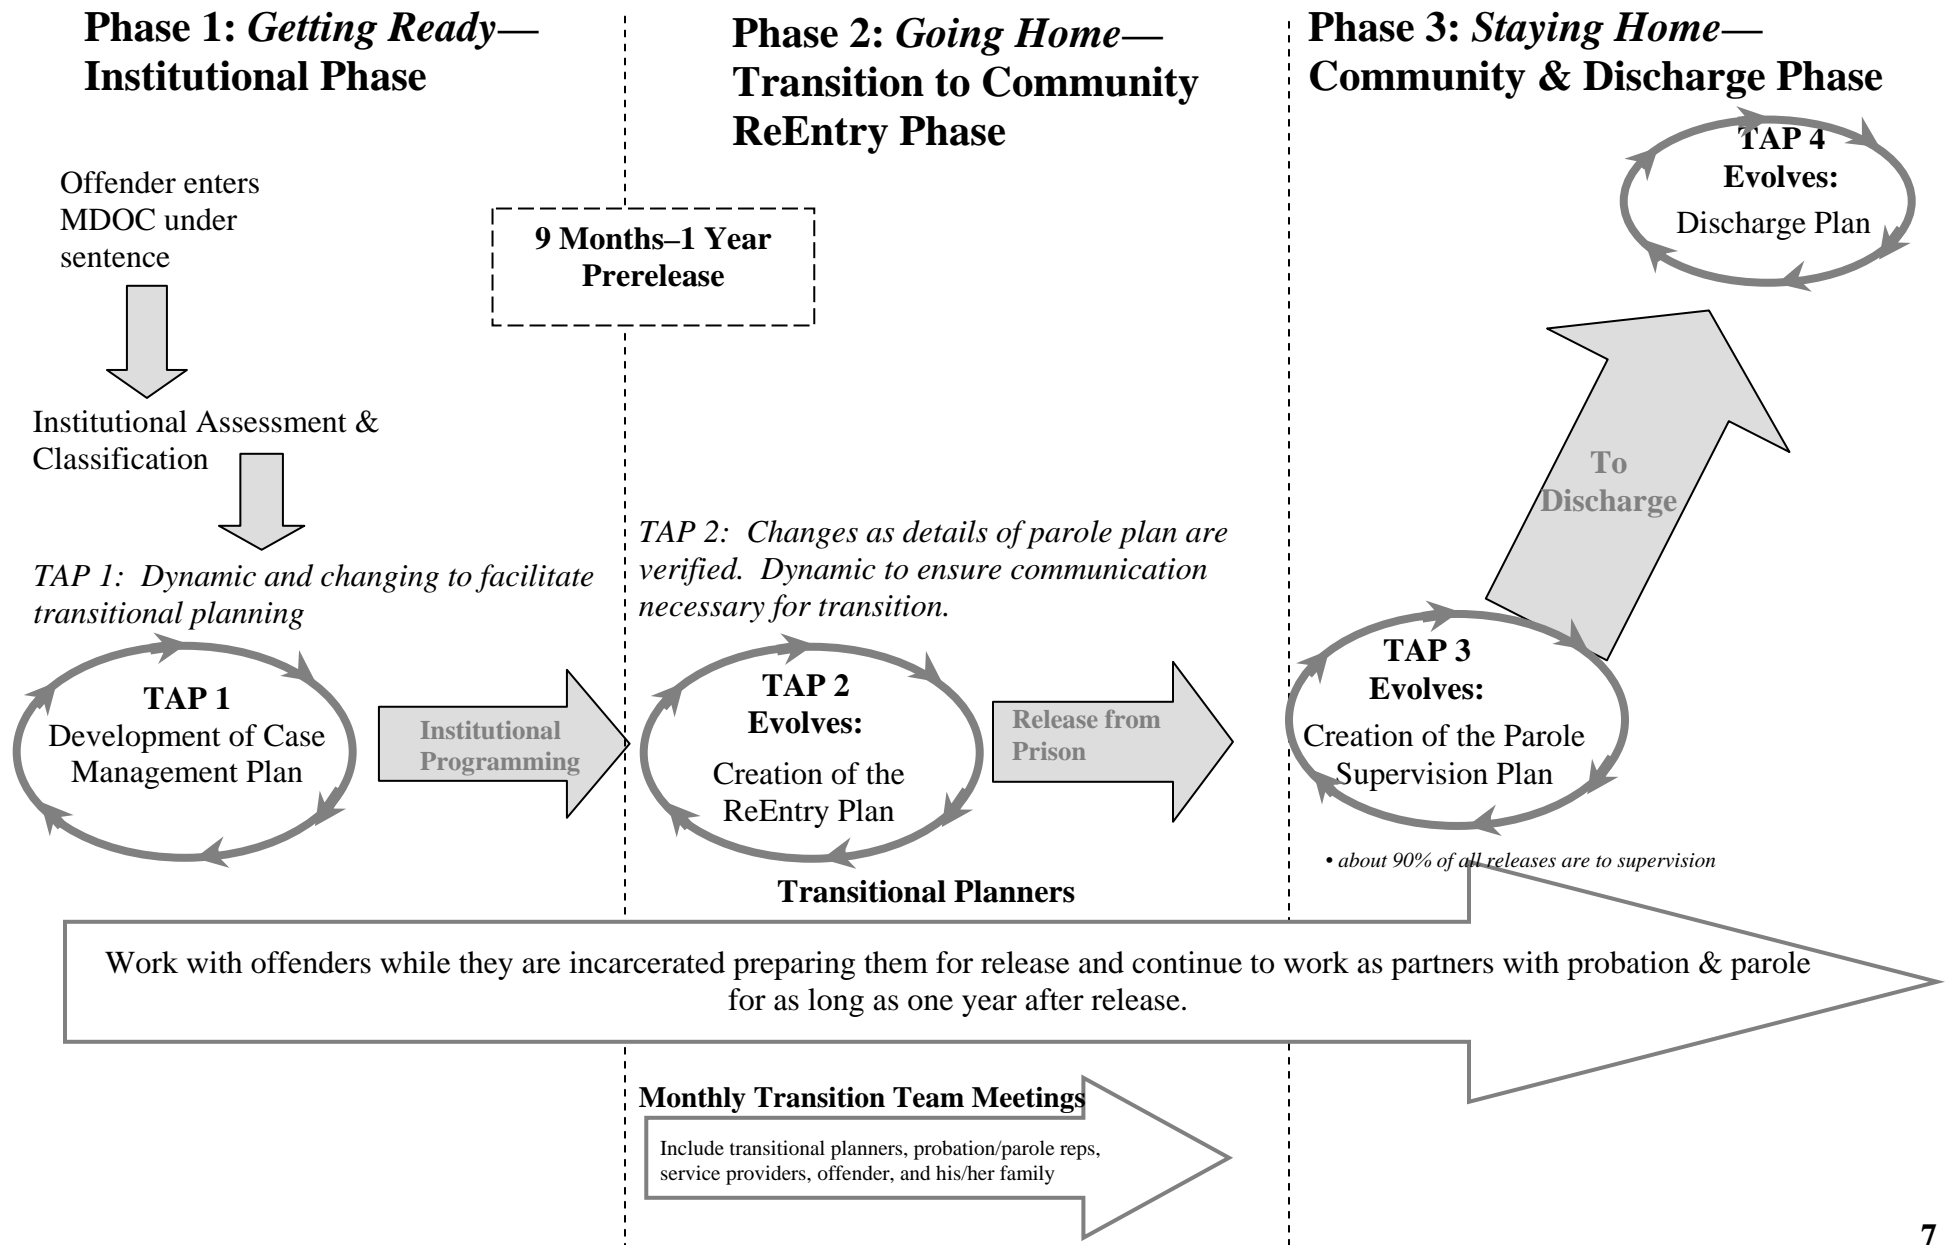 Phase 1: Getting Ready—
Institutional Phase
Phase 2: Going Home—
Transition to Community
ReEntry Phase
Phase 3: Staying Home—
Community & Discharge Phase
Offender enters
MDOC under
sentence
9 Months–1 Year
Prerelease
Institutional Assessment &
Classification
TAP 1:  Dynamic and changing to facilitate
transitional planning
TAP 1
Development of Case
Management Plan
Institutional
Programming
TAP 2:  Changes as details of parole plan are
verified.  Dynamic to ensure communication
necessary for transition.
TAP 2
Evolves:
Creation of the
ReEntry Plan
Release from
Prison
TAP 3
Evolves:
Creation of the Parole
Supervision Plan
• about 90% of all releases are to supervision
To
Discharge
TAP 4
Evolves:
Discharge Plan
Transitional Planners
Work with offenders while they are incarcerated preparing them for release and continue to work as partners with probation & parole
for as long as one year after release.
Monthly Transition Team Meetings
Include transitional planners, probation/parole reps,
service providers, offender, and his/her family
7